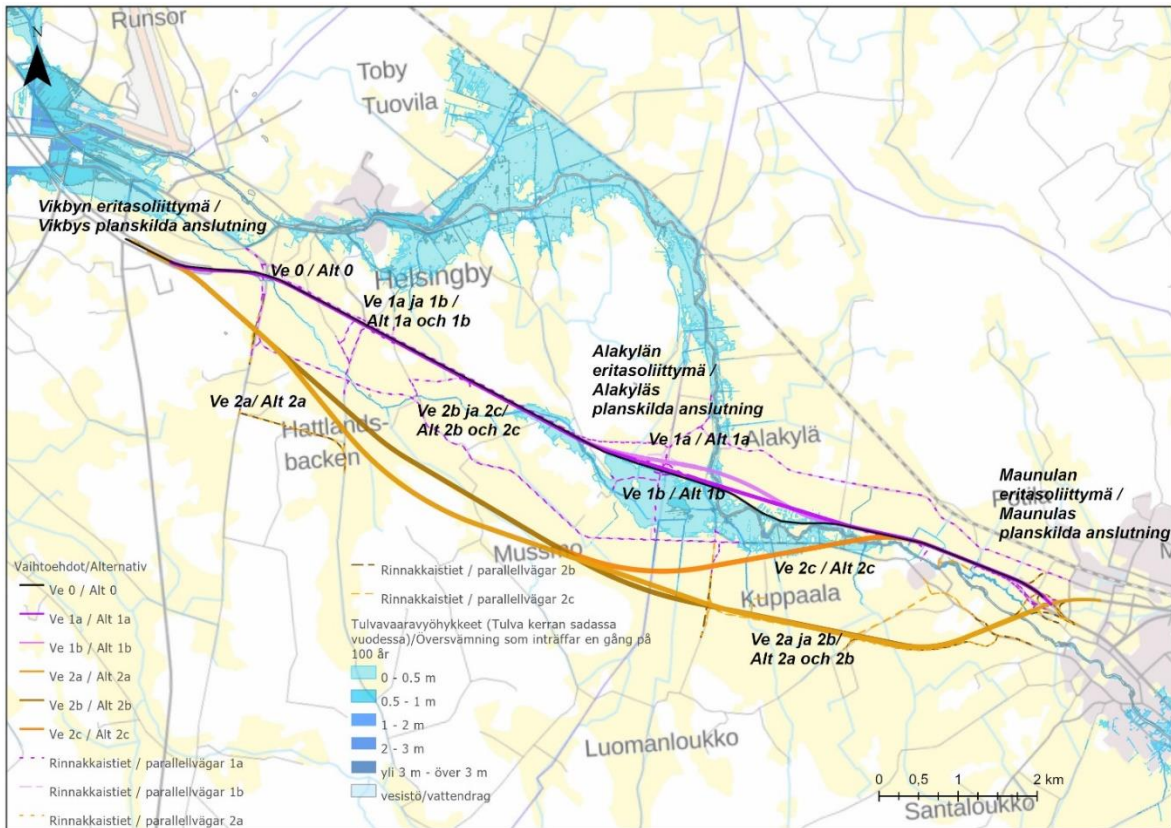 Runsor
N
Toby
Tuovila
Vikbyn eritasoliittymä /
Vikbys planskilda anslutning
Helsingby
Ve 0 / Alt 0
Ve 1a ja 1b /
Alt 1a och 1b
Alakylän
eritasoliittymä /
Alakyläs
planskilda anslutning
Ve 2a/ Alt 2a
Hattlands-
backen
Ve 2b ja 2c/
Alt 2b och 2c
Ve 1a / Alt 1a
Alakylä
Ve 1b / Alt 1b
Maunulan
eritasoliittymä /
Maunulas
planskilda anslutning
Mussmo
Ve 2c / Alt 2c
Kuppaala
Ve 2a ja 2b/
Alt 2a och 2b
Luomanloukko
Santaloukko
Vaihtoehdot/Alternativ
Ve 0 / Alt 0
Ve 1a / Alt 1a
Ve 1b / Alt 1b
Ve 2a / Alt 2a
Ve 2b / Alt 2b
Ve 2c / Alt 2c
Rinnakkaistiet / parallellvägar 1a
Rinnakkaistiet / parallellvägar 1b
Rinnakkaistiet / parallellvägar 2a
Rinnakkaistiet / parallellvägar 2b
Rinnakkaistiet / parallellvägar 2c
Tulvavaaravyöhykkeet (Tulva kerran sadassa
vuodessa)/Översvämning som inträffar en gång på
100 år
0 - 0.5 m
0.5 - 1 m
1 - 2 m
2 - 3 m
yli 3 m - över 3 m
vesistö/vattendrag
0 0,5 1 2 km